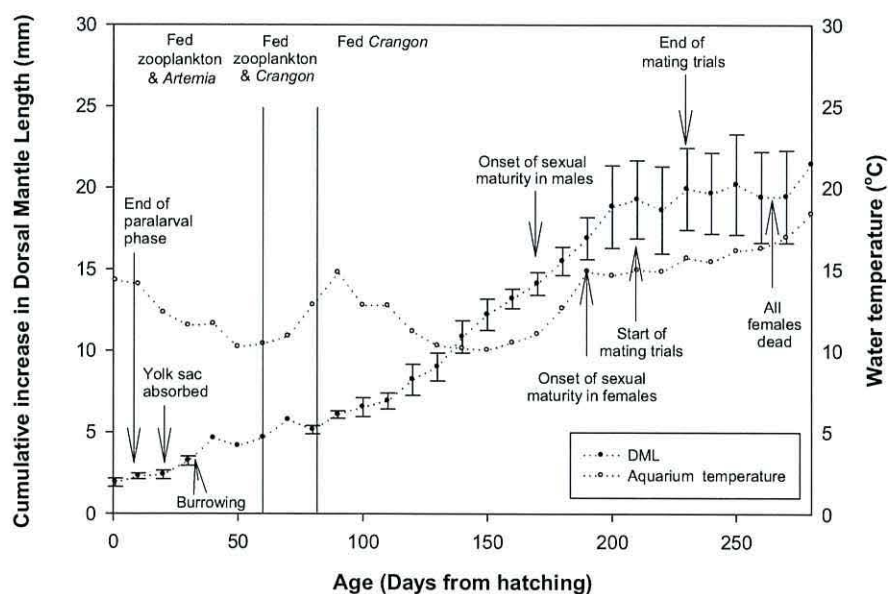 Cumulative increase in Dorsal Mantle Length (mm)
30
25
20
15
10
5
0
Fed
zooplankton
& Artemia
Fed
zooplankton
& Crangon
Fed Crangon
End of
paralarval
phase
Yolk sac
absorbed
Burrowing
Onset of sexual
maturity in males
End of
mating trials
Onset of sexual
maturity in females
Start of
mating trials
All
females
dead
DML
Aquarium temperature
30
25
20
15
10
5
0
Water temperature (°C)
0
50
100
150
200
250
Age (Days from hatching)